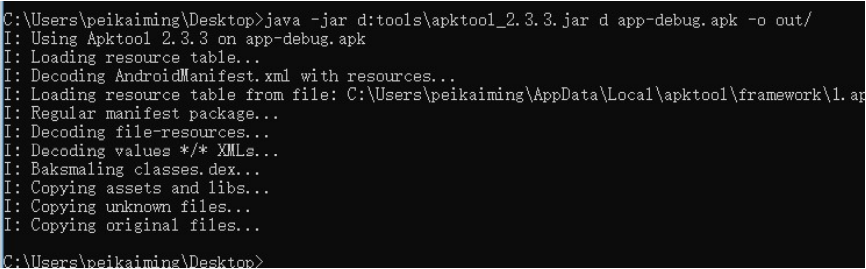 C:\Users\peikaiming\Desktop>java -jar d:tools\apktool_2.3.3.jar d app-debug.apk -o out/
I: Using Apktool 2.3.3 on app-debug.apk
I: Loading resource table...
I: Decoding AndroidManifest.xml with resources...
I: Loading resource table from file: C:\Users\peikaiming\AppData\Local\apktool\framework\1.ap
I: Regular manifest package...
I: Decoding file-resources...
I: Decoding values */* XMLs...
I: Baksmaling classes.dex...
I: Copying assets and libs...
I: Copying unknown files...
I: Copying original files...
C:\Users\peikaiming\Desktop>